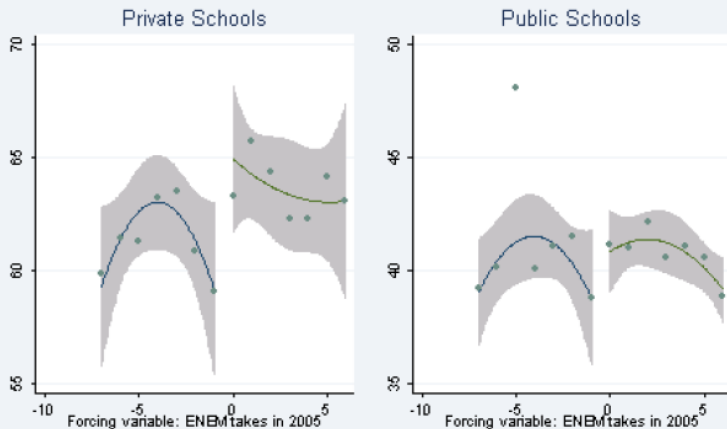 Private Schools
70
65
60
55
-10 -5 0 5
Forcing variable: ENEM takes in 2005
Public Schools
50
45
40
35
-10 -5 0 5
Forcing variable: ENEM takes in 2005